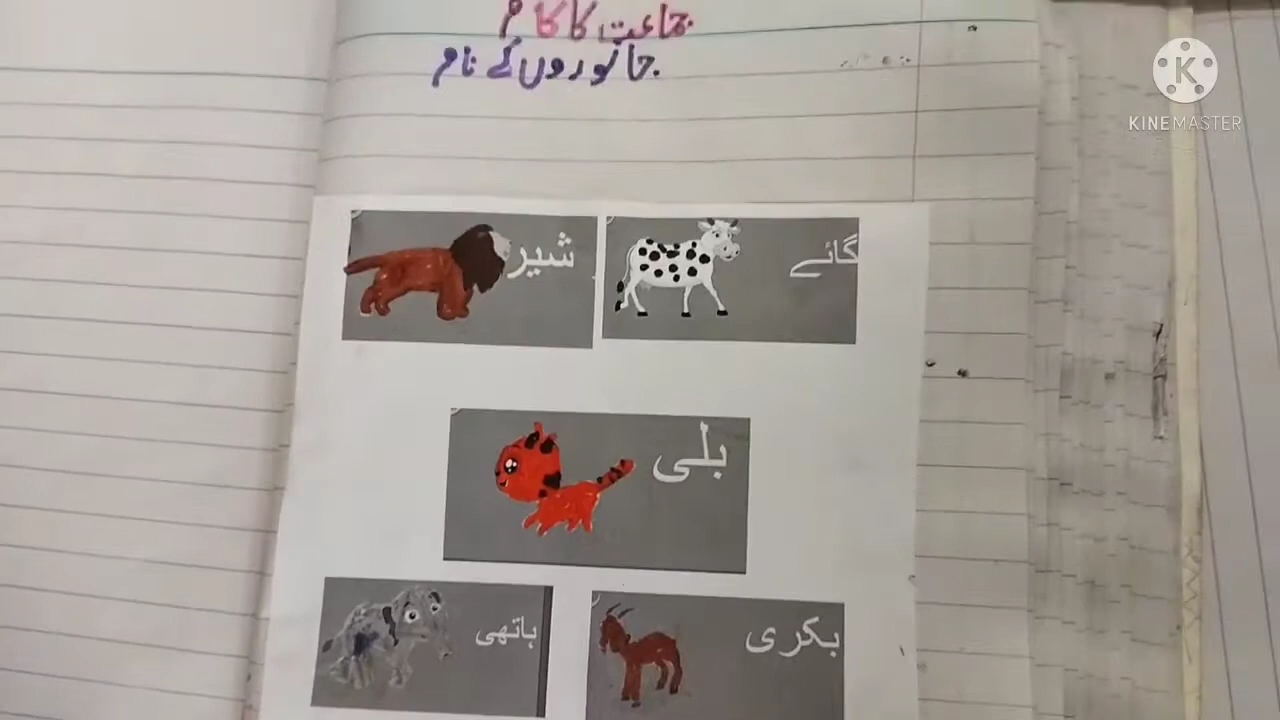 جماعت کا کام
جانوروں کے نام
KINEMASTER
گائے
شیر
بلی
بکری
ہاتھی